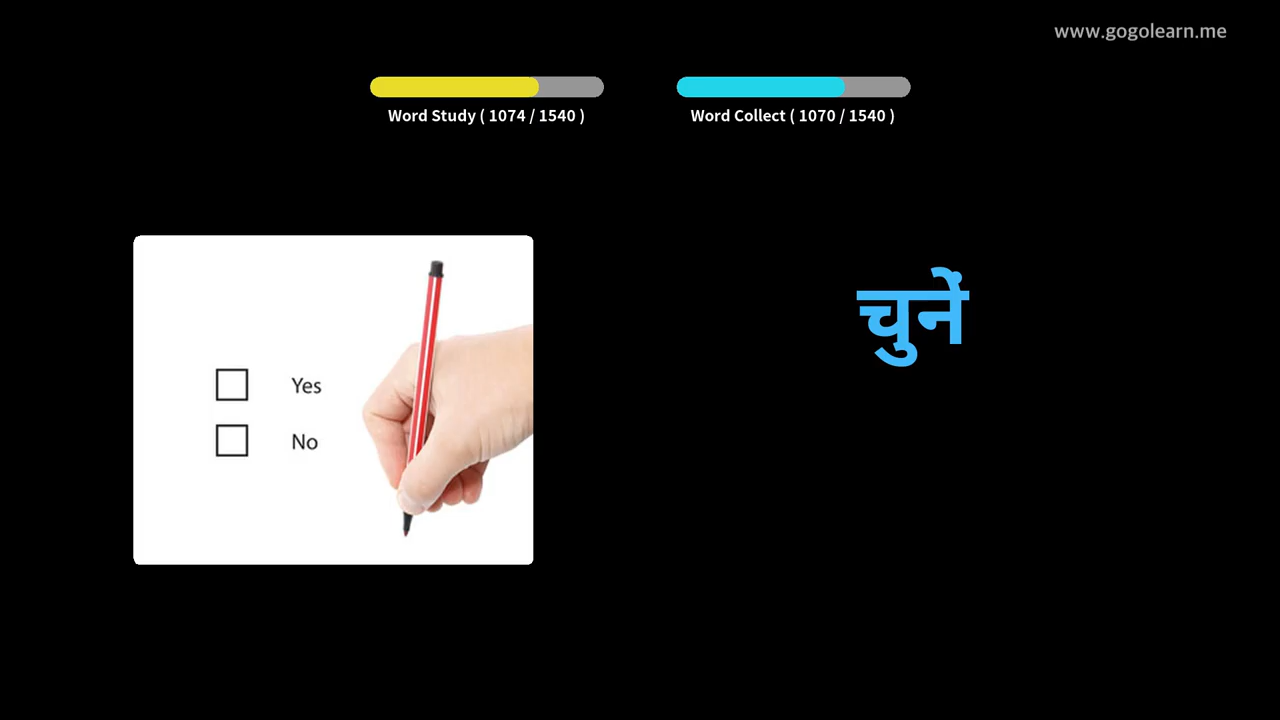 www.gogolearn.me
Word Study ( 1074 / 1540 )
Word Collect ( 1070 / 1540 )
चुनें
Yes
No